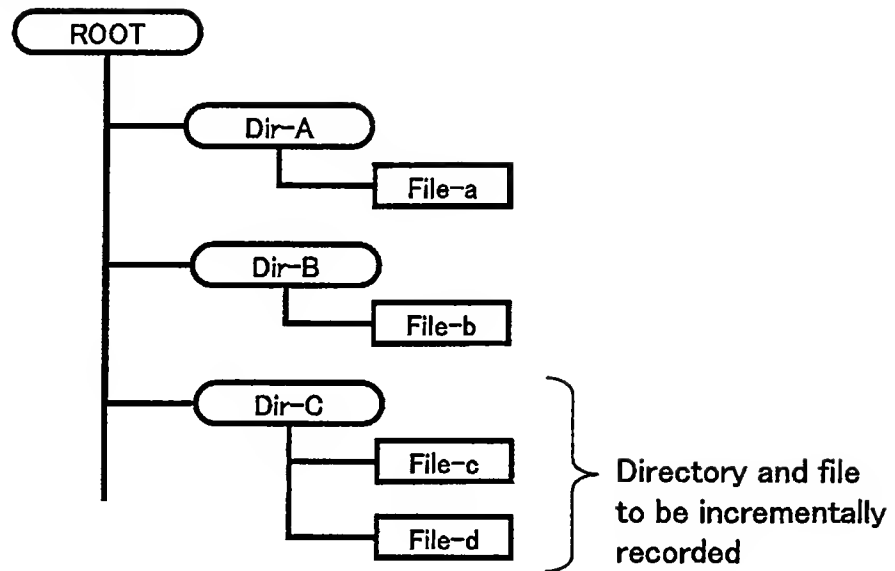 ROOT
Dir-A
File-a
Dir-B
File-b
Dir-C
File-c
File-d
Directory and file
to be incrementally
recorded